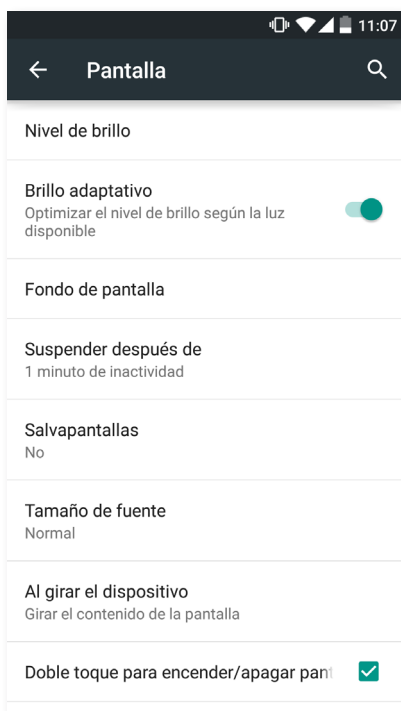 11:07
Pantalla
Nivel de brillo
Brillo adaptativo
Optimizar el nivel de brillo según la luz
disponible
Fondo de pantalla
Suspender después de
1 minuto de inactividad
Salvapantallas
No
Tamaño de fuente
Normal
Al girar el dispositivo
Girar el contenido de la pantalla
Doble toque para encender/apagar pant